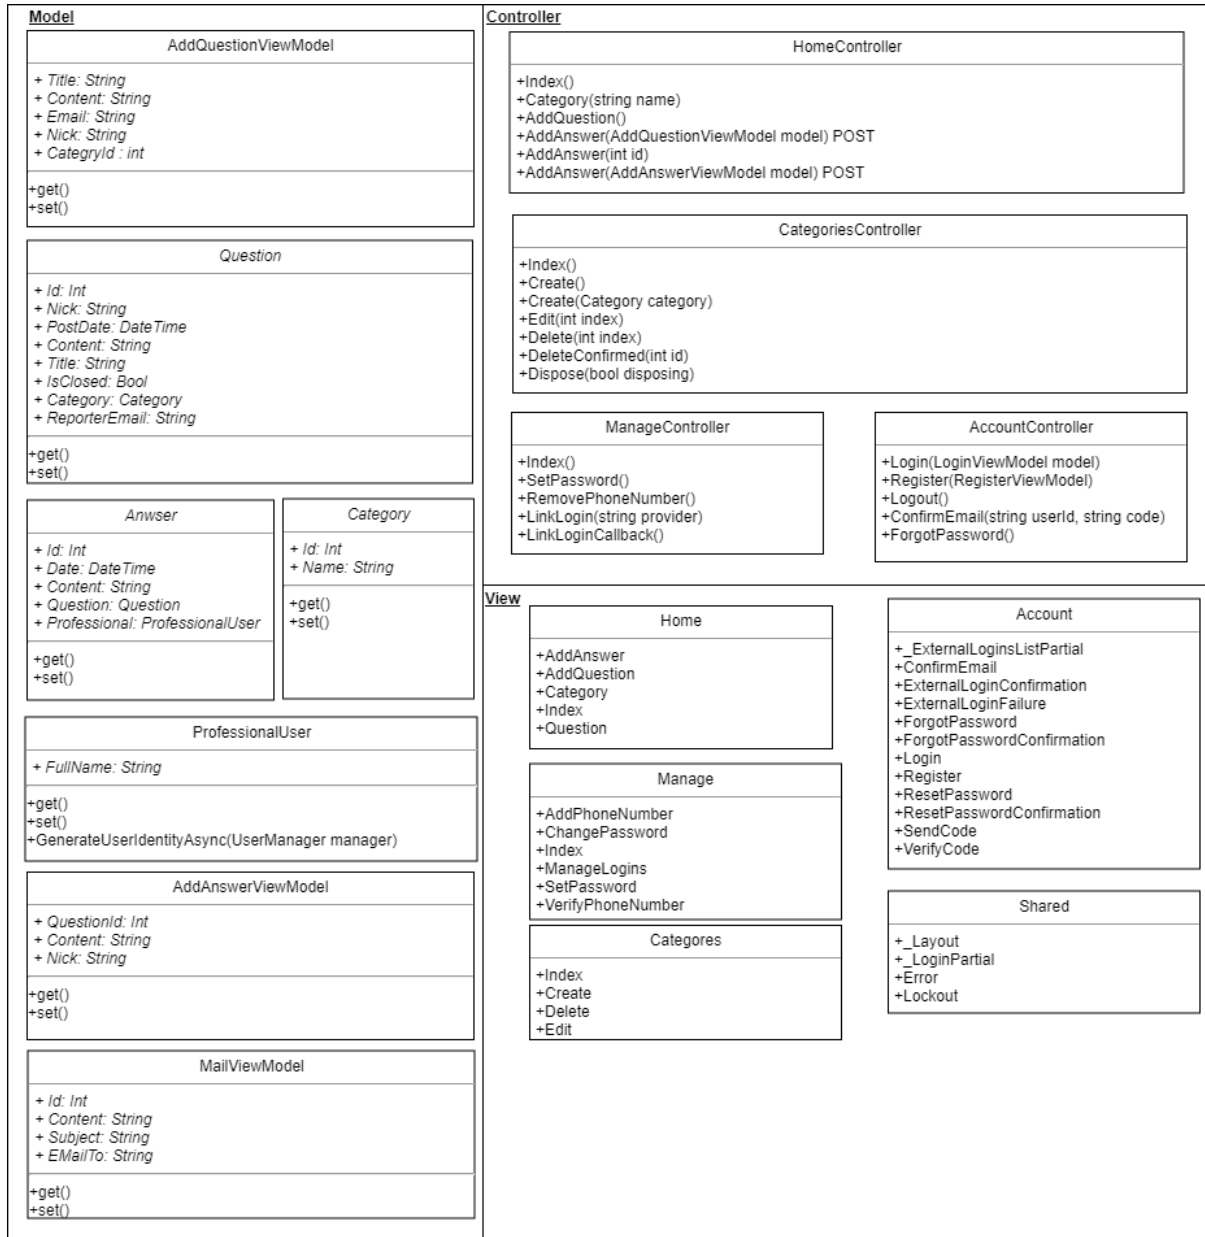 Model
AddQuestionViewModel
+ Title: String
+ Content: String
+ Email: String
+ Nick: String
+ CategryId : int
+get()
+set()
Question
+ Id: Int
+ Nick: String
+ PostDate: DateTime
+ Content: String
+ Title: String
+ IsClosed: Bool
+ Category: Category
+ ReporterEmail: String
+get()
+set()
Anwser
+ Id: Int
+ Date: DateTime
+ Content: String
+ Question: Question
+ Professional: ProfessionalUser
+get()
+set()
Category
+ Id: Int
+ Name: String
+get()
+set()
ProfessionalUser
+ FullName: String
+get()
+set()
+GenerateUserIdentityAsync(UserManager manager)
AddAnswerViewModel
+ QuestionId: Int
+ Content: String
+ Nick: String
+get()
+set()
MailViewModel
+ Id: Int
+ Content: String
+ Subject: String
+ EMailTo: String
+get()
+set()
Controller
HomeController
+Index()
+Category(string name)
+AddQuestion()
+AddAnswer(AddQuestionViewModel model) POST
+AddAnswer(int id)
+AddAnswer(AddAnswerViewModel model) POST
CategoriesController
+Index()
+Create()
+Create(Category category)
+Edit(int index)
+Delete(int index)
+DeleteConfirmed(int id)
+Dispose(bool disposing)
ManageController
+Index()
+SetPassword()
+RemovePhoneNumber()
+LinkLogin(string provider)
+LinkLoginCallback()
AccountController
+Login(LoginViewModel model)
+Register(RegisterViewModel)
+Logout()
+ConfirmEmail(string userId, string code)
+ForgotPassword()
View
Home
+AddAnswer
+AddQuestion
+Category
+Index
+Question
Manage
+AddPhoneNumber
+ChangePassword
+Index
+ManageLogins
+SetPassword
+VerifyPhoneNumber
Categores
+Index
+Create
+Delete
+Edit
Account
+_ExternalLoginsListPartial
+ConfirmEmail
+ExternalLoginConfirmation
+ExternalLoginFailure
+ForgotPassword
+ForgotPasswordConfirmation
+Login
+Register
+ResetPassword
+ResetPasswordConfirmation
+SendCode
+VerifyCode
Shared
+_Layout
+_LoginPartial
+Error
+Lockout